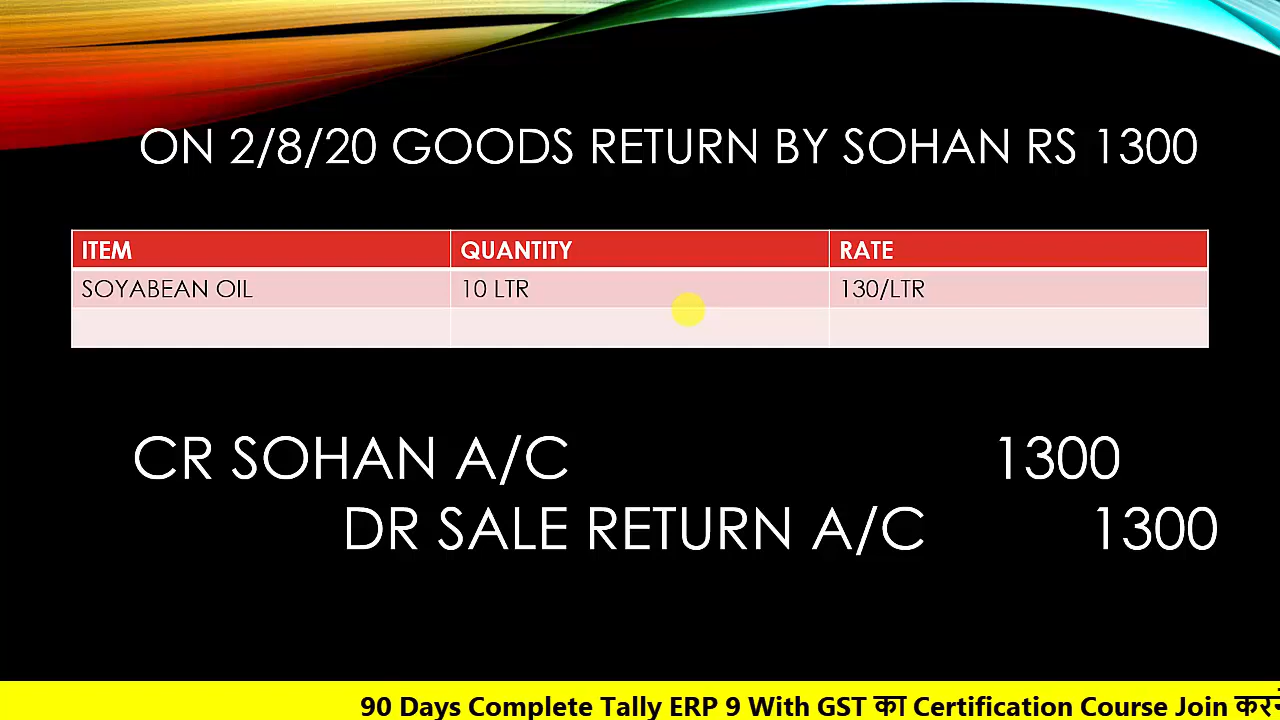 ON 2/8/20 GOODS RETURN BY SOHAN RS 1300
ITEM QUANTITY RATE
SOYABEAN OIL 10 LTR 130/LTR
CR SOHAN A/C 1300
DR SALE RETURN A/C 1300
90 Days Complete Tally ERP 9 With GST का Certification Course Join